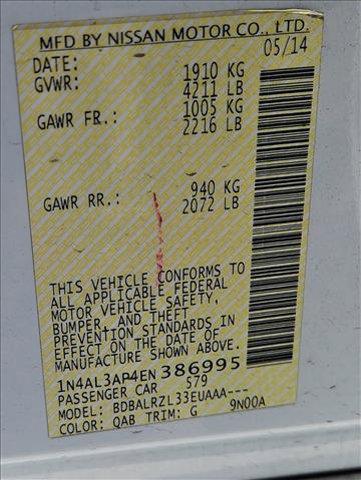 MFD BY NISSAN MOTOR CO., LTD.
DATE: 05/14
GVWR: 1910 KG
4211 LB
GAWR FR.: 1005 KG
2216 LB
GAWR RR.: 940 KG
2072 LB
THIS VEHICLE CONFORMS TO
ALL APPLICABLE FEDERAL
MOTOR VEHICLE SAFETY,
BUMPER, AND THEFT
PREVENTION STANDARDS IN
EFFECT ON THE DATE OF
MANUFACTURE SHOWN ABOVE.
1N4AL3AP4EN 386995
PASSENGER CAR S79
MODEL: BDBALRZL33EUAAA---
COLOR: QAB TRIM: G 9N00A